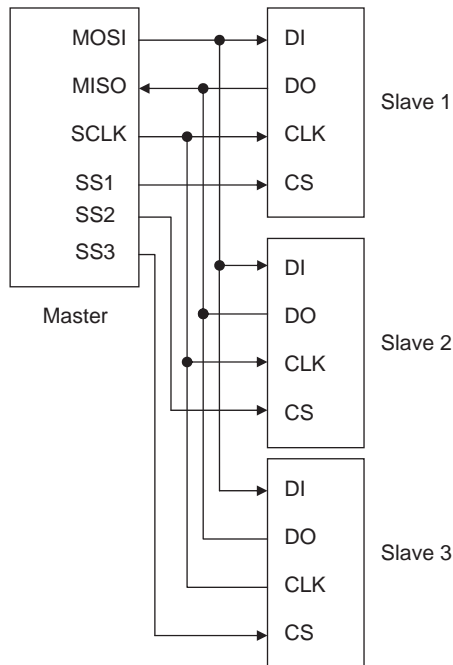 MOSI
MISO
SCLK
SS1
SS2
SS3
Master
DI
DO
CLK
CS
Slave 1
DI
DO
CLK
CS
Slave 2
DI
DO
CLK
CS
Slave 3